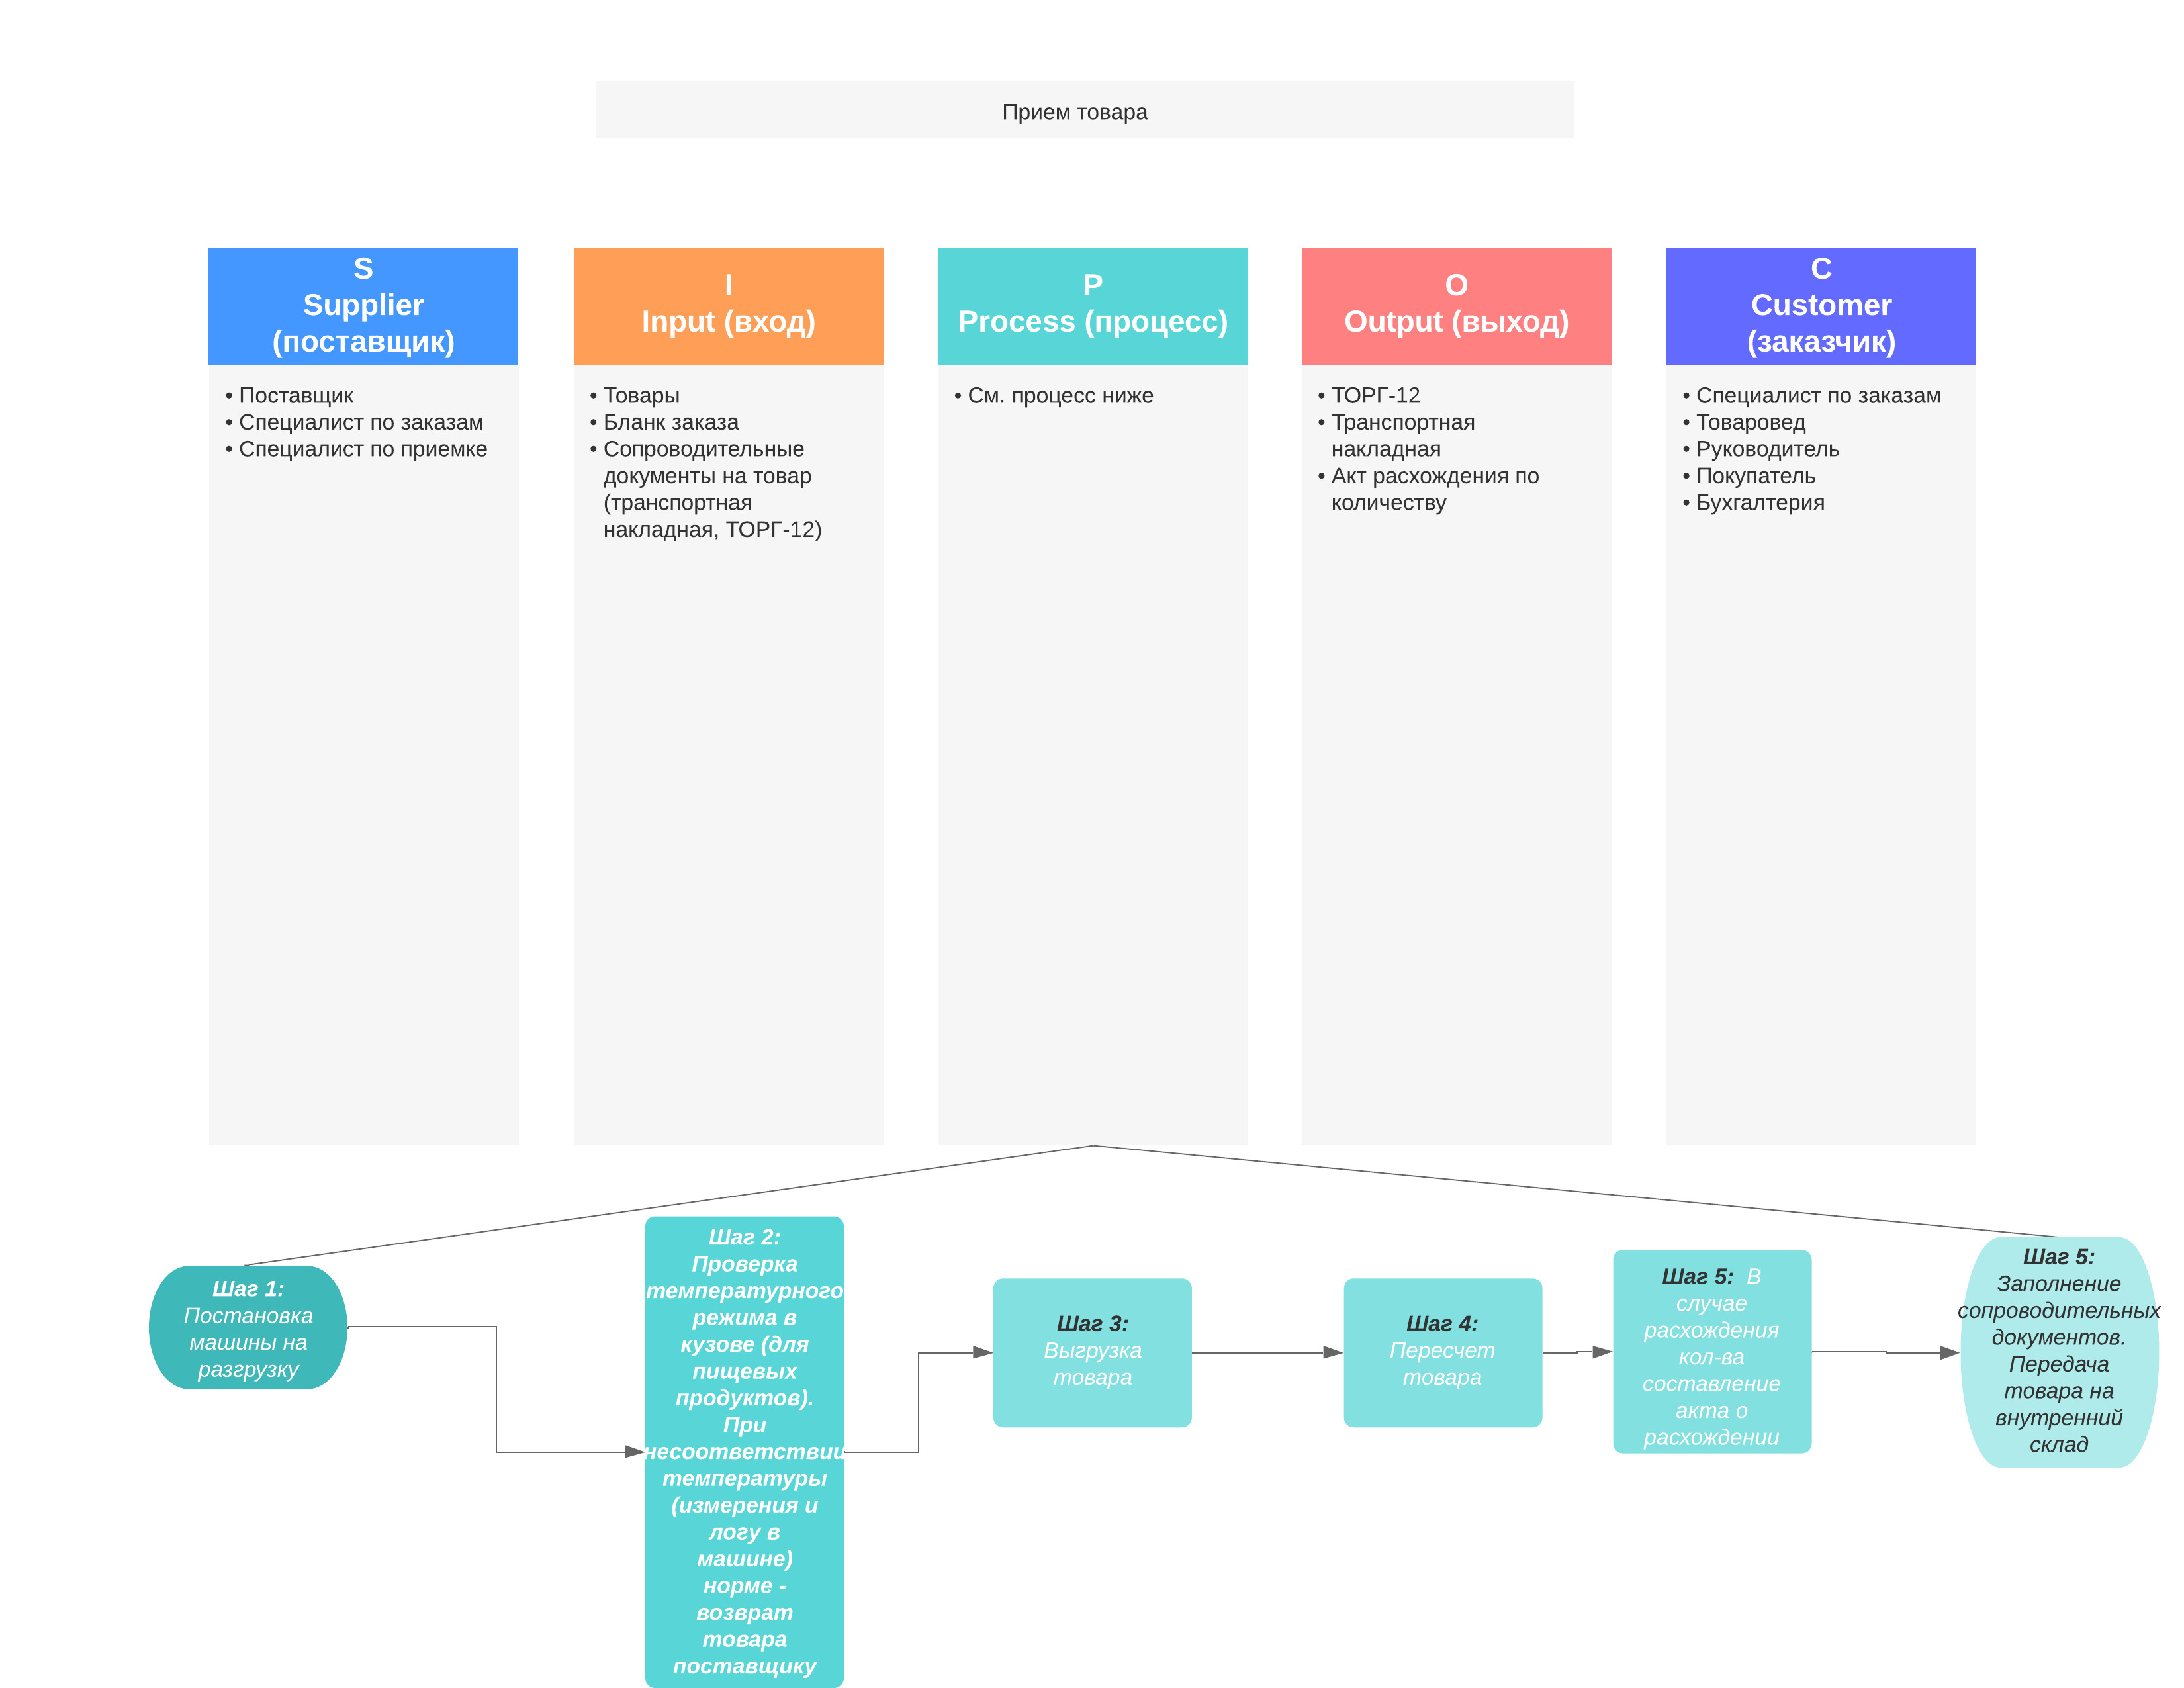 Прием товара
S
Supplier
(поставщик)
• Поставщик
• Специалист по заказам
• Специалист по приемке
I
Input (вход)
• Товары
• Бланк заказа
• Сопроводительные
документы на товар
(транспортная
накладная, ТОРГ-12)
P
Process (процесс)
• См. процесс ниже
O
Output (выход)
• ТОРГ-12
• Транспортная
накладная
• Акт расхождения по
количеству
C
Customer
(заказчик)
• Специалист по заказам
• Товаровед
• Руководитель
• Покупатель
• Бухгалтерия
Шаг 1:
Постановка
машины на
разгрузку
Шаг 2:
Проверка
температурного
режима в
кузове (для
пищевых
продуктов).
При
несоответствии
температуры
(измерения и
логу в
машине)
норме -
возврат
товара
поставщику
Шаг 3:
Выгрузка
товара
Шаг 4:
Пересчет
товара
Шаг 5: В
случае
расхождения
кол-ва
составление
акта о
расхождении
Шаг 5:
Заполнение
сопроводительных
документов.
Передача
товара на
внутренний
склад